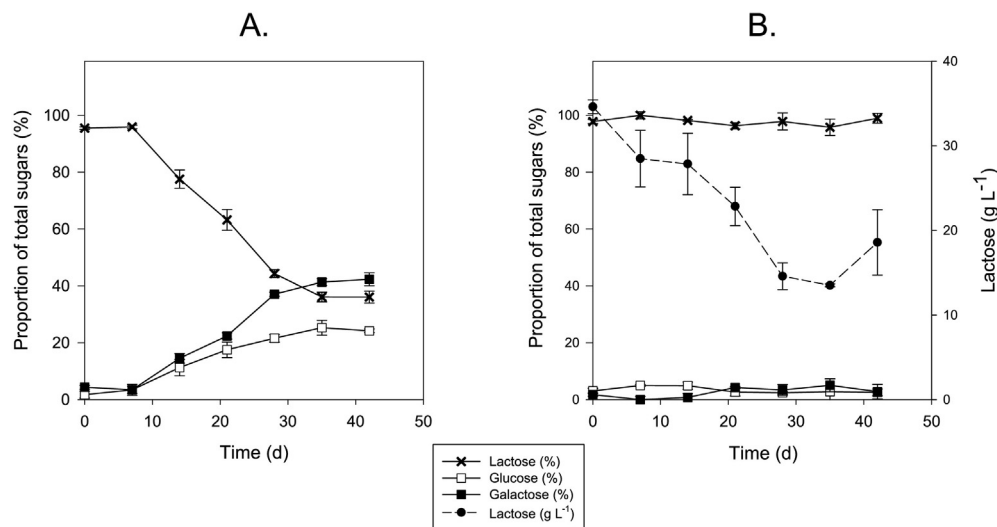 A.
B.
Proportion of total sugars (%)
100
80
60
40
20
0
0 10 20 30 40 50
Time (d)
Proportion of total sugars (%)
100
80
60
40
20
0
0 10 20 30 40 50
Time (d)
40
30
20
10
0
Lactose (g L⁻¹)
Lactose (%)
Glucose (%)
Galactose (%)
Lactose (g L⁻¹)